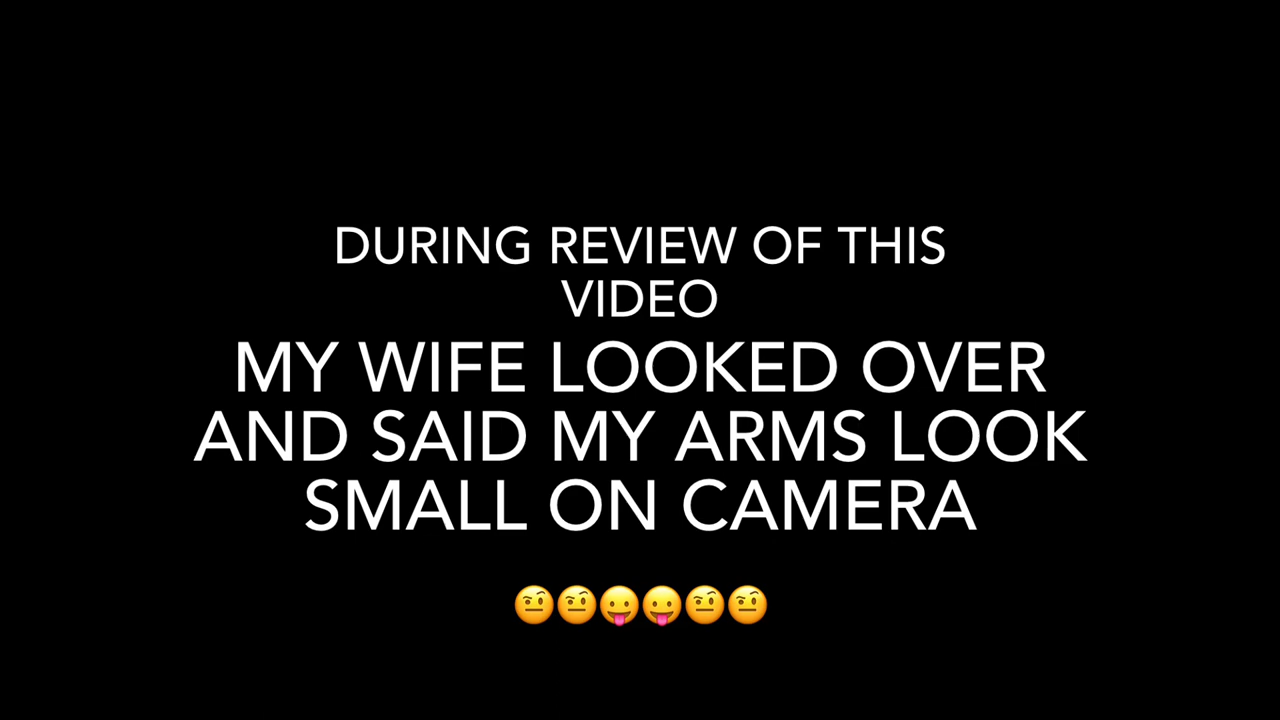 DURING REVIEW OF THIS
VIDEO
MY WIFE LOOKED OVER
AND SAID MY ARMS LOOK
SMALL ON CAMERA
🤨🤨😛😛🤨🤨